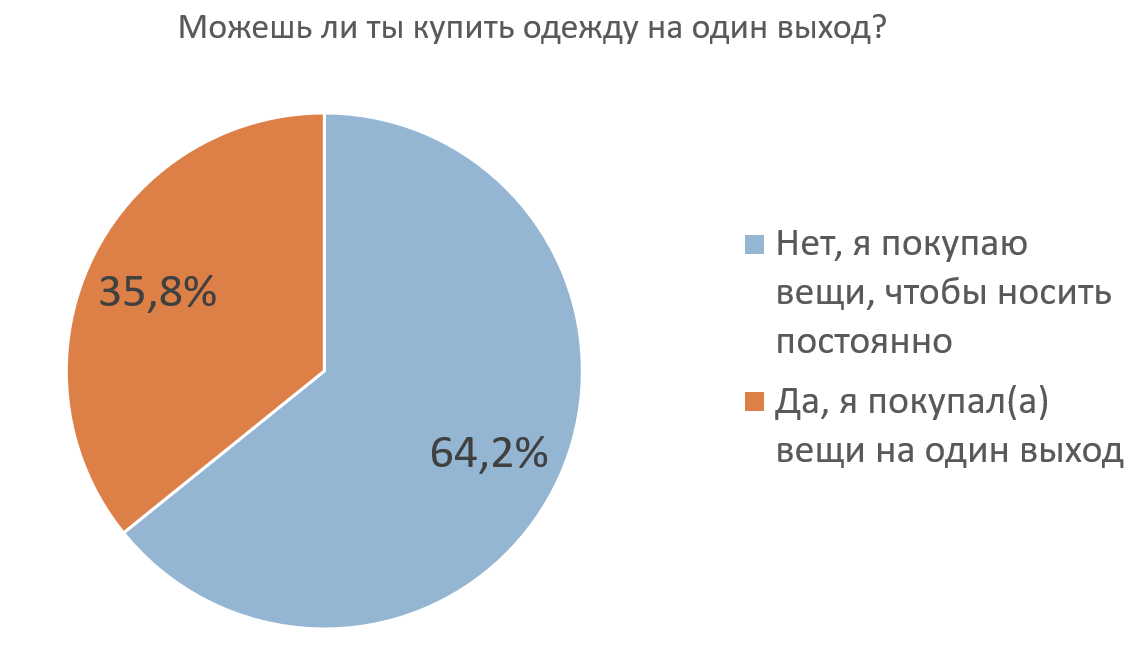 Можешь ли ты купить одежду на один выход?
35,8%
64,2%
Нет, я покупаю
вещи, чтобы носить
постоянно
Да, я покупал(а)
вещи на один выход